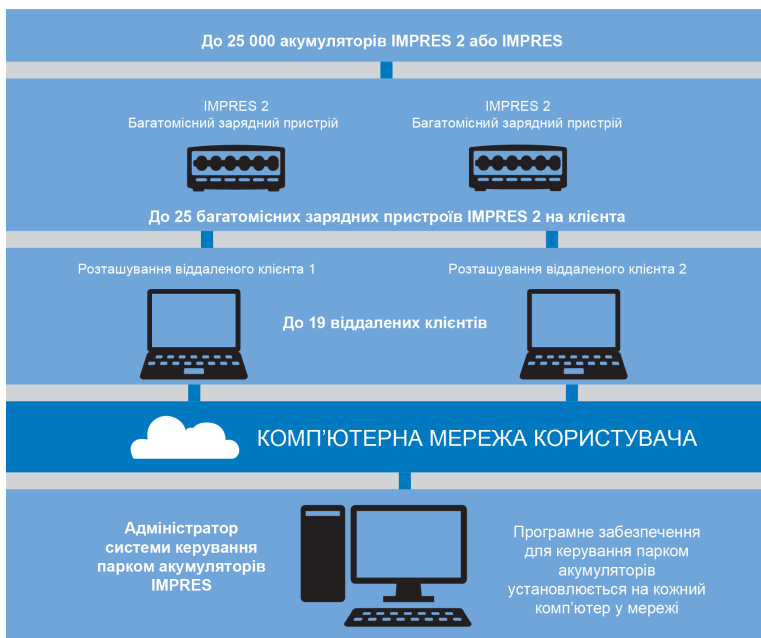 До 25 000 акумуляторів IMPRES 2 або IMPRES
IMPRES 2
Багатомісний зарядний пристрій
IMPRES 2
Багатомісний зарядний пристрій
До 25 багатомісних зарядних пристроїв IMPRES 2 на клієнта
Розташування віддаленого клієнта 1
Розташування віддаленого клієнта 2
До 19 віддалених клієнтів
КОМП’ЮТЕРНА МЕРЕЖА КОРИСТУВАЧА
Адміністратор
системи керування
парком акумуляторів
IMPRES
Програмне забезпечення
для керування парком
акумуляторів
установлюється на кожний
комп’ютер у мережі